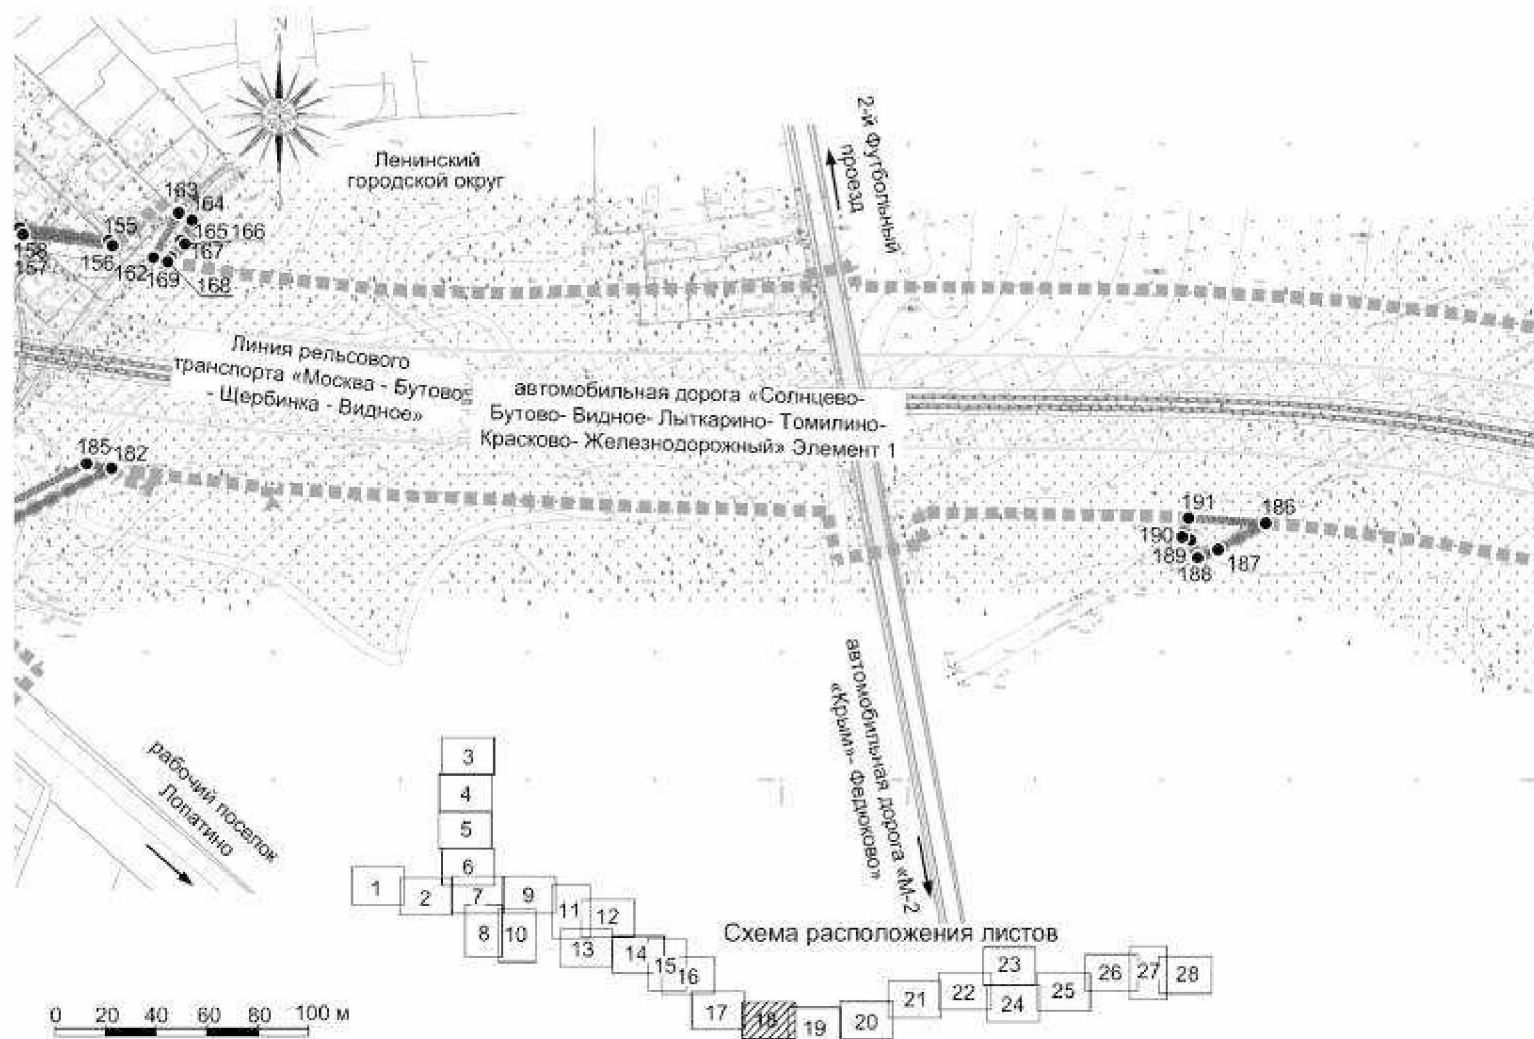 2-й Футбольный
проезд
Ленинский
городской округ
163
164
155
165 166
158
167
157
156
162
169
168
Линия рельсового
транспорта «Москва - Бутово
- Щербинка - Видное»
автомобильная дорога «Солнцево-
Бутово- Видное- Лыткарино- Томилино-
Красково- Железнодорожный» Элемент 1
185
182
191
186
190
189
187
188
автомобильная дорога «М-2
«Крым»- Федюково»
рабочий поселок
Лопатино
3
4
5
6
1
2
7
9
11
12
8
10
13
14
15
16
17
18
19
20
21
22
23
24
25
26
27
28
Схема расположения листов
0 20 40 60 80 100 м